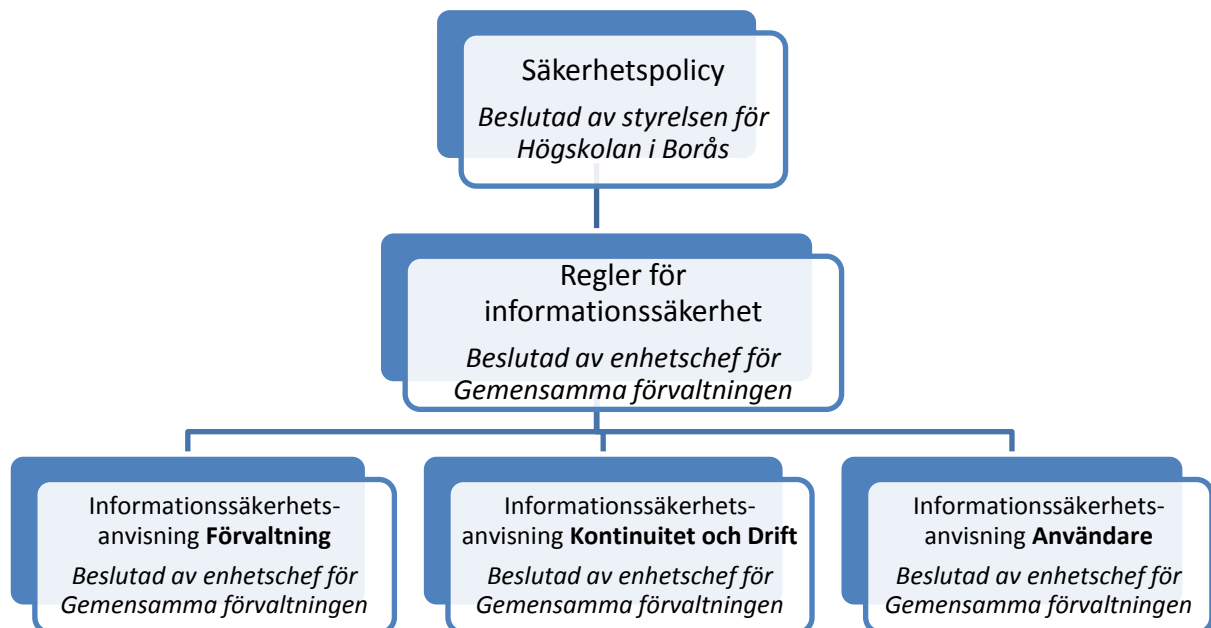 Säkerhetspolicy
Beslutad av styrelsen för
Högskolan i Borås
Regler för
informationssäkerhet
Beslutad av enhetschef för
Gemensamma förvaltningen
Informationssäkerhets-
anvisning Förvaltning
Beslutad av enhetschef för
Gemensamma förvaltningen
Informationssäkerhets-
anvisning Kontinuitet och Drift
Beslutad av enhetschef för
Gemensamma förvaltningen
Informationssäkerhets-
anvisning Användare
Beslutad av enhetschef för
Gemensamma förvaltningen